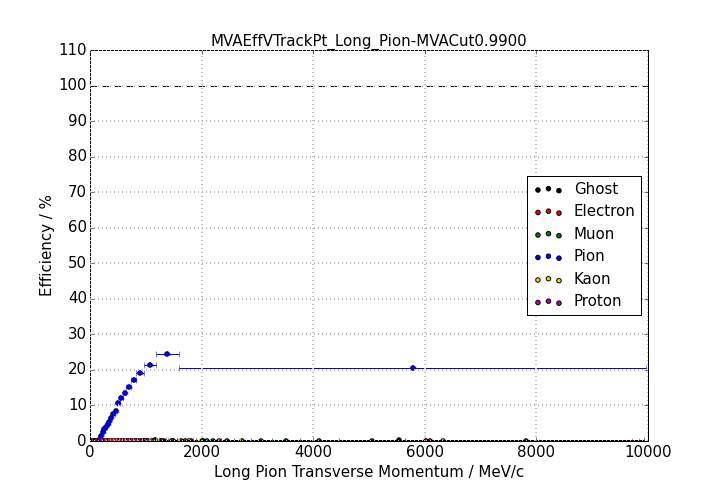 MVAEffVTrackPt_Long_Pion-MVACut0.9900
110
100
90
80
70
60
50
40
30
20
10
0
Efficiency / %
Ghost
Electron
Muon
Pion
Kaon
Proton
0 2000 4000 6000 8000 10000
Long Pion Transverse Momentum / MeV/c